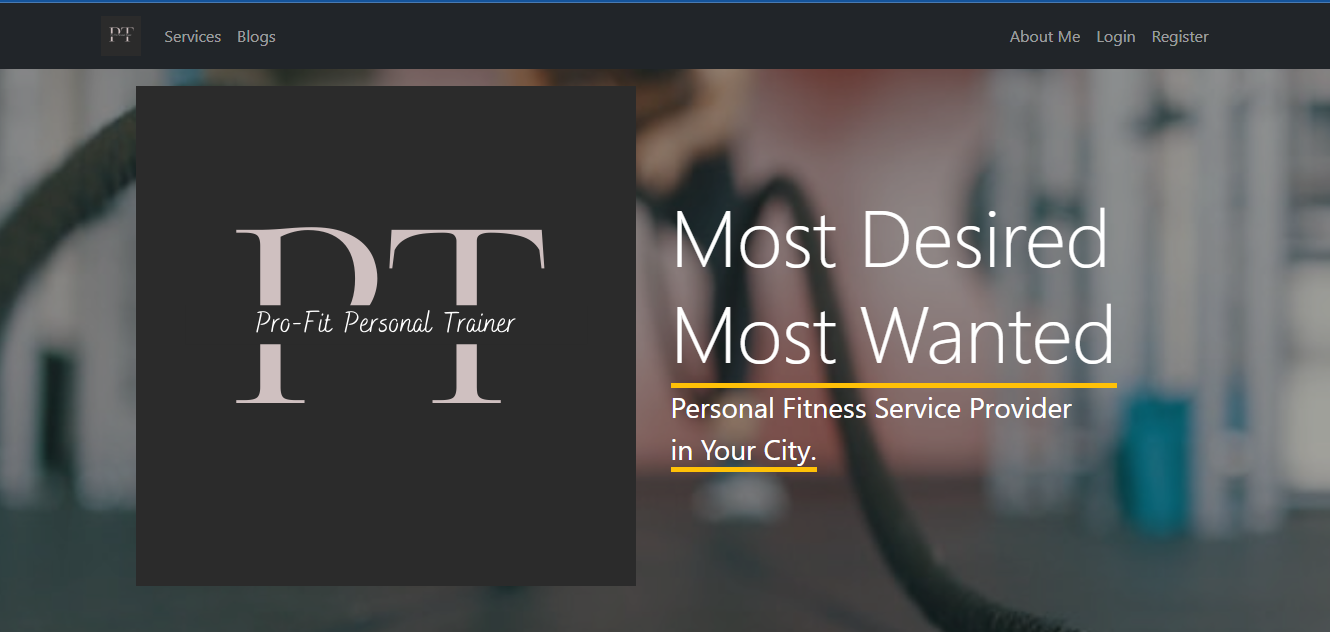 PT
Services Blogs
About Me Login Register
PT
Pro-Fit Personal Trainer
Most Desired
Most Wanted
Personal Fitness Service Provider
in Your City.